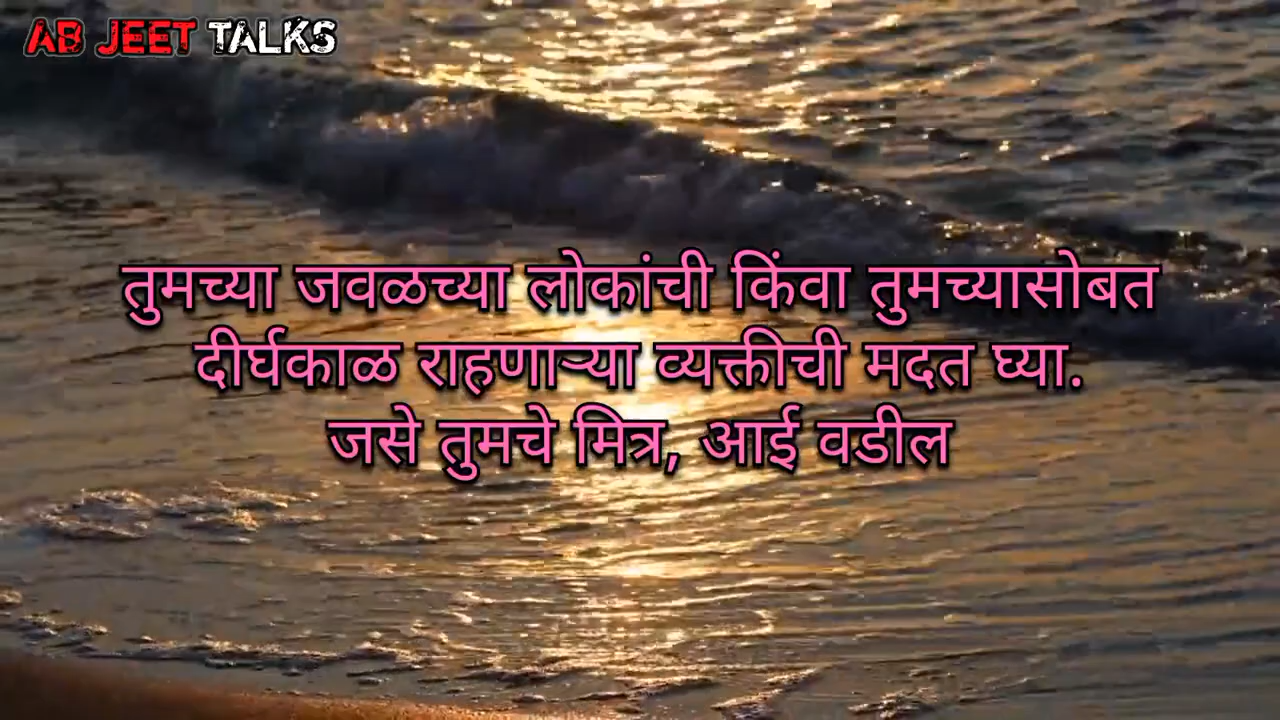 AB JEET TALKS
तुमच्या जवळच्या लोकांची किंवा तुमच्यासोबत
दीर्घकाळ राहणाऱ्या व्यक्तीची मदत घ्या.
जसे तुमचे मित्र, आई वडील